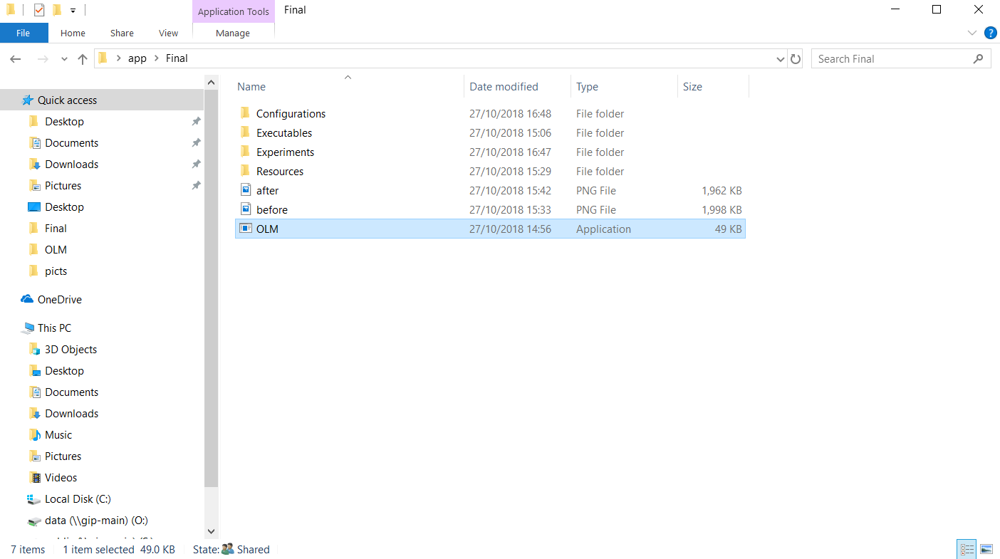 Application Tools Final
File Home Share View Manage
app Final Search Final
Name Date modified Type Size
Quick access
Desktop
Documents
Downloads
Pictures
Desktop
Final
OLM
picts
OneDrive
This PC
3D Objects
Desktop
Documents
Downloads
Music
Pictures
Videos
Local Disk (C:)
data (\\gip-main) (O:)
Configurations 27/10/2018 16:48 File folder
Executables 27/10/2018 15:06 File folder
Experiments 27/10/2018 16:47 File folder
Resources 27/10/2018 15:29 File folder
after 27/10/2018 15:42 PNG File 1,962 KB
before 27/10/2018 15:33 PNG File 1,998 KB
OLM 27/10/2018 14:56 Application 49 KB
7 items 1 item selected 49.0 KB State: Shared